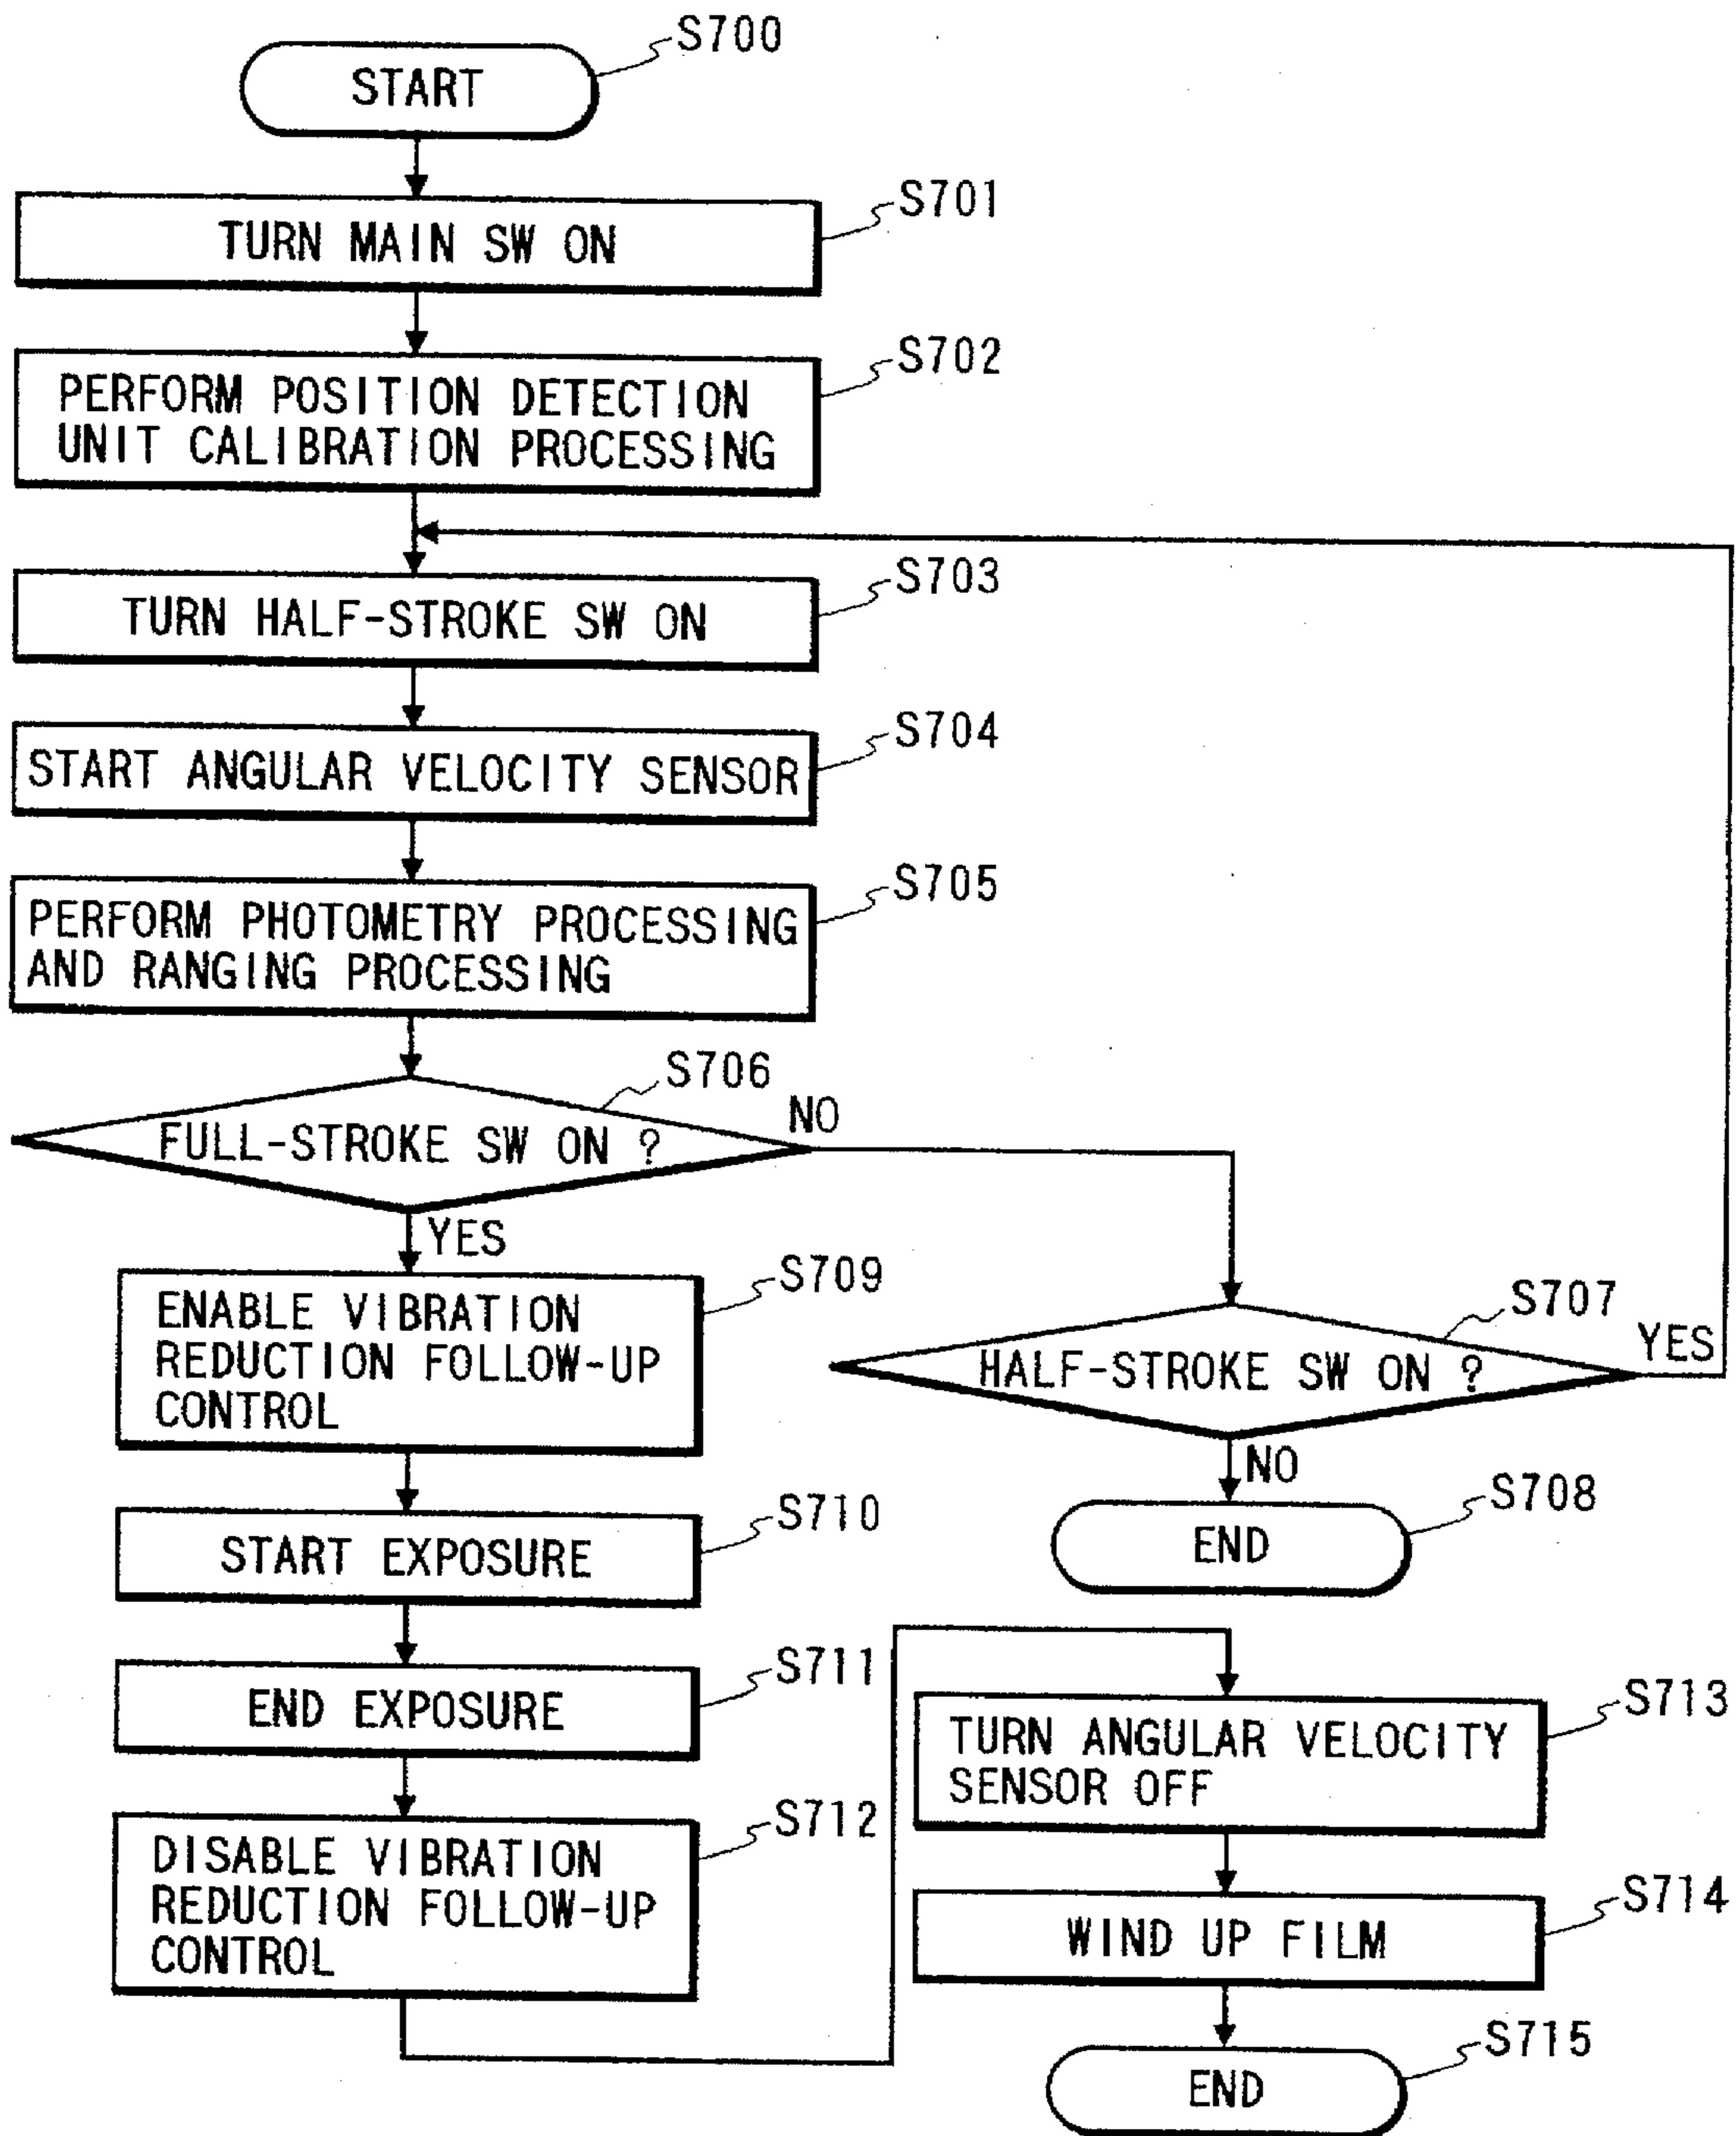 S700
START
S701
TURN MAIN SW ON
S702
PERFORM POSITION DETECTION
UNIT CALIBRATION PROCESSING
S703
TURN HALF-STROKE SW ON
S704
START ANGULAR VELOCITY SENSOR
S705
PERFORM PHOTOMETRY PROCESSING
AND RANGING PROCESSING
S706
FULL-STROKE SW ON ?
NO
YES
S707
HALF-STROKE SW ON ?
YES
NO
S708
END
S709
ENABLE VIBRATION
REDUCTION FOLLOW-UP
CONTROL
S710
START EXPOSURE
S711
END EXPOSURE
S712
DISABLE VIBRATION
REDUCTION FOLLOW-UP
CONTROL
S713
TURN ANGULAR VELOCITY
SENSOR OFF
S714
WIND UP FILM
S715
END